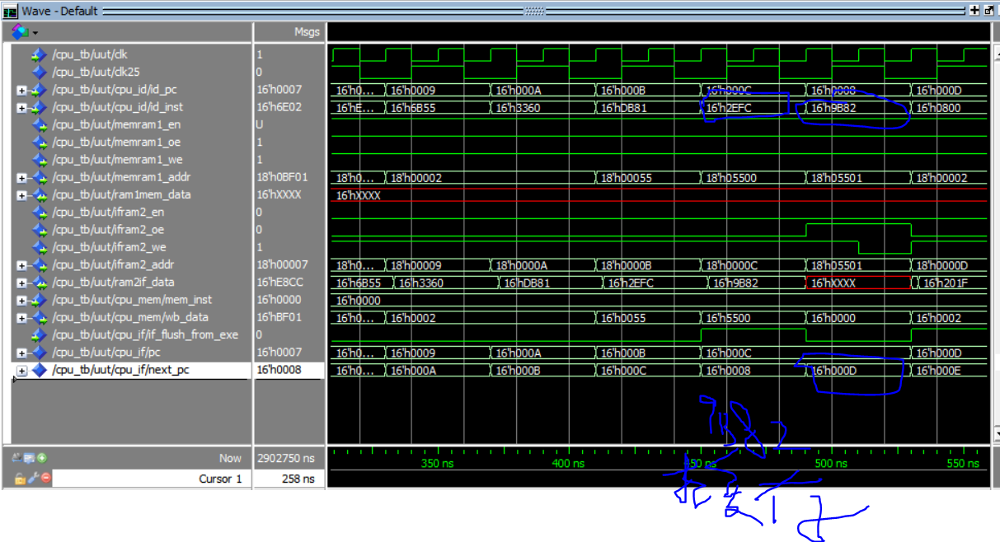 Wave - Default
Msgs
/cpu_tb/uut/clk 1
/cpu_tb/uut/clk25 0
/cpu_tb/uut/cpu_id/id_pc 16'h0007 16'h0... 16'h0009 16'h000A 16'h000B 16'h000C 16'h0008 16'h000D
/cpu_tb/uut/cpu_id/id_inst 16'h6E02 16'hE... 16'h6B55 16'h3360 16'hDB81 16'h2EFC 16'h9B82 16'h0800
/cpu_tb/uut/memram1_en U
/cpu_tb/uut/memram1_oe 1
/cpu_tb/uut/memram1_we 1
/cpu_tb/uut/memram1_addr 18'h0BF01 18'h0... 18'h00002 18'h00055 18'h05500 18'h05501 18'h00002
/cpu_tb/uut/ram1mem_data 16'hXXXX 16'hXXXX
/cpu_tb/uut/ifram2_en 0
/cpu_tb/uut/ifram2_oe 0
/cpu_tb/uut/ifram2_we 1
/cpu_tb/uut/ifram2_addr 18'h00007 18'h0... 18'h00009 18'h0000A 18'h0000B 18'h0000C 18'h05501 18'h0000D
/cpu_tb/uut/ram2if_data 16'hE8CC 16'h6B55 16'h3360 16'hDB81 16'h2EFC 16'h9B82 16'hXXXX 16'h201F
/cpu_tb/uut/cpu_mem/mem_inst 16'h0000 16'h0000
/cpu_tb/uut/cpu_mem/wb_data 16'hBF01 16'h0... 16'h0002 16'h0055 16'h5500 16'h0000 16'h0002
/cpu_tb/uut/cpu_if/if_flush_from_exe 0
/cpu_tb/uut/cpu_if/pc 16'h0007 16'h0... 16'h0009 16'h000A 16'h000B 16'h000C 16'h000D
/cpu_tb/uut/cpu_if/next_pc 16'h0008 16'h0... 16'h000A 16'h000B 16'h000C 16'h0008 16'h000D 16'h000E
Now 2902750 ns 350 ns 400 ns 450 ns 500 ns 550 ns
Cursor 1 258 ns